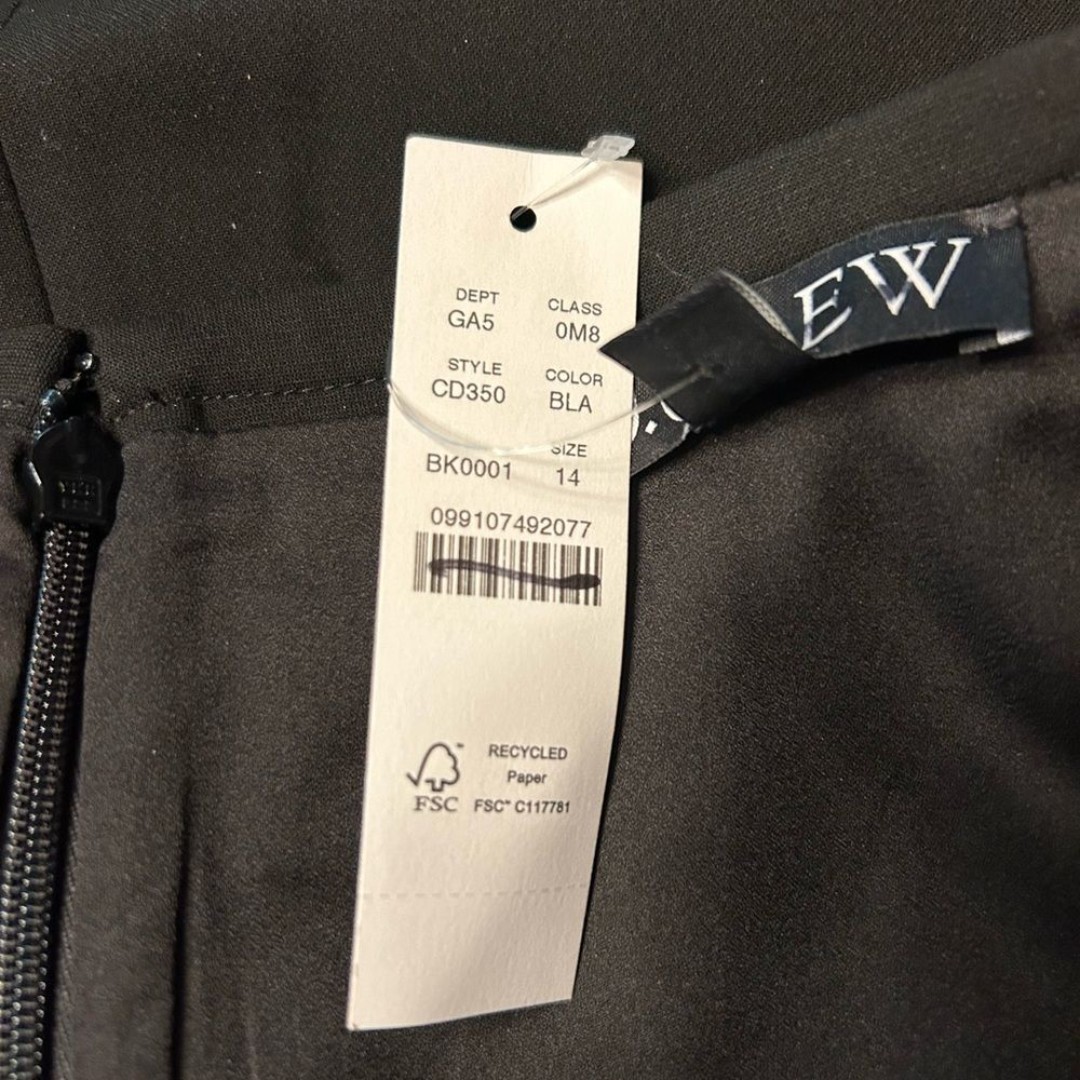 DEPT CLASS
GA5 0M8
STYLE COLOR
CD350 BLA
SIZE
BK0001 14
099107492077
RECYCLED
Paper
FSC FSC™ C117781
EW